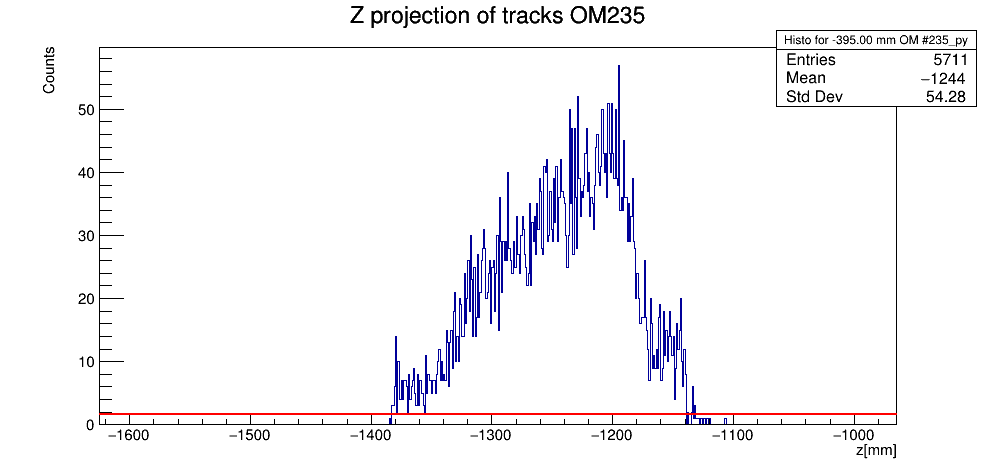 Z projection of tracks OM235
Histo for -395.00 mm OM #235_py
Entries 5711
Mean −1244
Std Dev 54.28
Counts
50
40
30
20
10
0
−1600 −1500 −1400 −1300 −1200 −1100 −1000
z[mm]